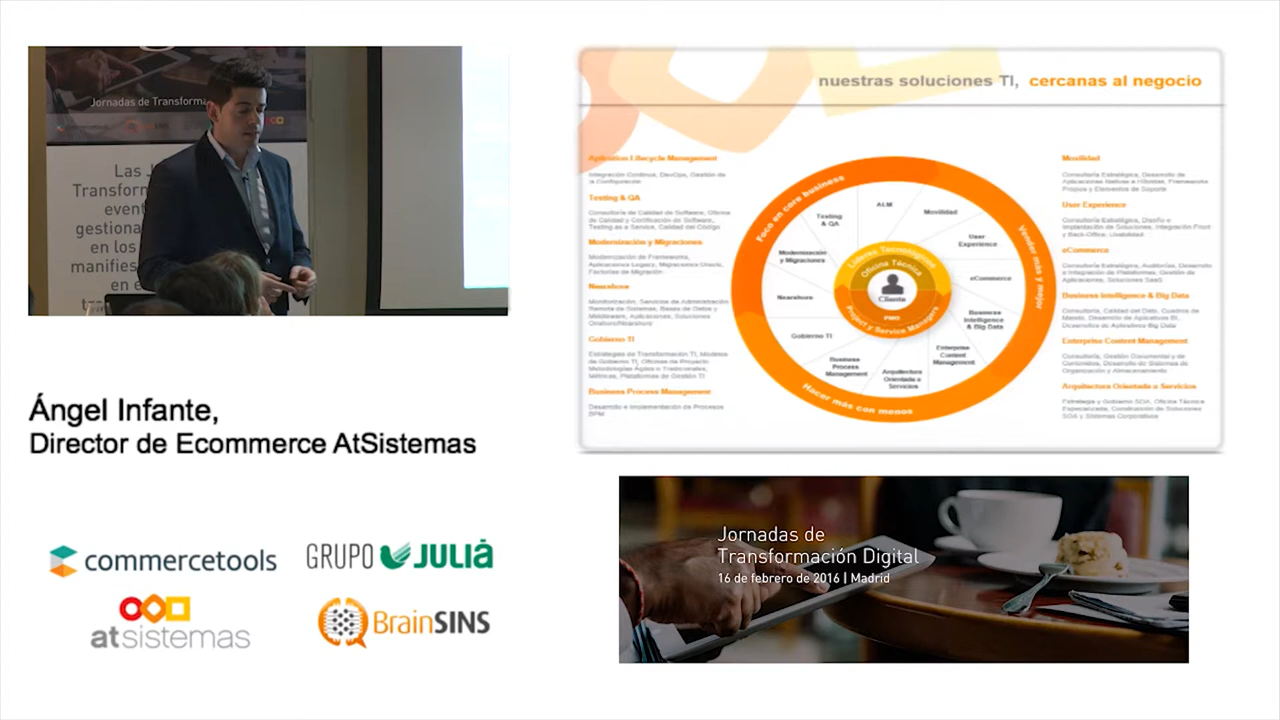 Jornadas de Transforma
Las J
Transform
event
gestiona
en los
manifies
en e
tran
Ángel Infante,
Director de Ecommerce AtSistemas
commercetools
GRUPO JULIÀ
atsistemas
BrainSINS
nuestras soluciones TI, cercanas al negocio
Aplication Lifecycle Management
Integración Continua, DevOps, Gestión de
la Configuración
Testing & QA
Consultoría de Calidad de Software, Oficina
de Calidad y Certificación de Software,
Testing as a Service, Calidad del Código
Modernización y Migraciones
Modernización de Frameworks,
Aplicaciones Legacy, Migraciones Oracle,
Factorías de Migración
Nearshore
Monitorización, Servicios de Administración
Remota de Sistemas, Bases de Datos y
Middleware, Aplicaciones, Soluciones
Onshore/Nearshore
Gobierno TI
Estrategias de Transformación TI, Modelos
de Gobierno TI, Oficinas de Proyecto
Metodologías Ágiles o Tradicionales,
Métricas, Plataformas de Gestión TI
Business Process Management
Desarrollo e Implementación de Procesos
BPM
Foco en core business
Vender más y mejor
Hacer más con menos
ALM
Movilidad
User
Experience
eCommerce
Business
Intelligence
& Big Data
Enterprise
Content
Management
Arquitectura
Orientada a
Servicios
Business
Process
Management
Gobierno TI
Nearshore
Modernización
y Migraciones
Testing
& QA
Líderes Tecnológicos
Oficina Técnica
Cliente
PMO
Project y Service Managers
Movilidad
Consultoría Estratégica, Desarrollo de
Aplicaciones Nativas e Híbridas, Frameworks
Propios y Elementos de Soporte
User Experience
Consultoría Estratégica, Diseño e
Implantación de Soluciones, Integración Front
y Back-Office, Usabilidad
eCommerce
Consultoría Estratégica, Auditorías, Desarrollo
e Integración de Plataformas, Gestión de
Aplicaciones, Soluciones SaaS
Business Intelligence & Big Data
Consultoría, Calidad del Dato, Cuadros de
Mando, Desarrollo de Aplicativos BI,
Desarrollos de Aplicativos Big Data
Enterprise Content Management
Consultoría, Gestión Documental y de
Contenidos, Desarrollo de Sistemas de
Organización y Almacenamiento
Arquitectura Orientada a Servicios
Estrategia y Gobierno SOA, Oficina Técnica
Especializada, Construcción de Soluciones
SOA y Sistemas Corporativos
Jornadas de
Transformación Digital
16 de febrero de 2016 | Madrid